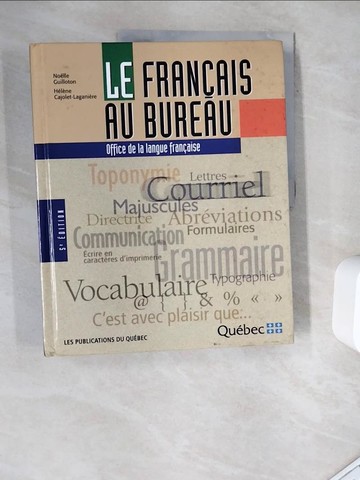 Noëlle
Guilloton
Hélène
Cajolet-Laganière
LE FRANÇAIS
AU BUREAU
Office de la langue française
5e ÉDITION
Toponymie
Lettres
Courriel
Majuscules
Directrice
Abréviations
Communication
Formulaires
Écrire en
caractères d'imprimerie
Grammaire
Vocabulaire
Typographie
@ { } & % « »
C'est avec plaisir que...
LES PUBLICATIONS DU QUÉBEC
Québec